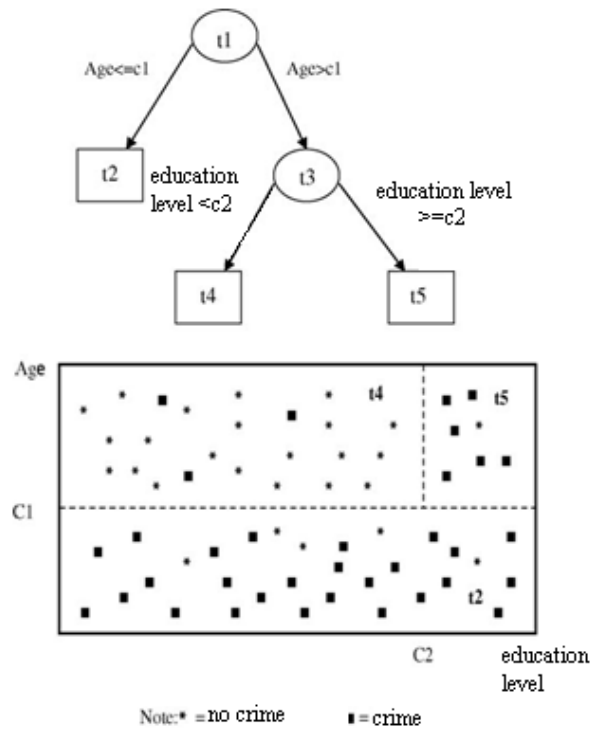 t1
Age<=c1
Age>c1
t2
education
level <c2
t3
education level
>=c2
t4
t5
Age
t4
t5
C1
t2
C2
education
level
Note:* =no crime
■=crime